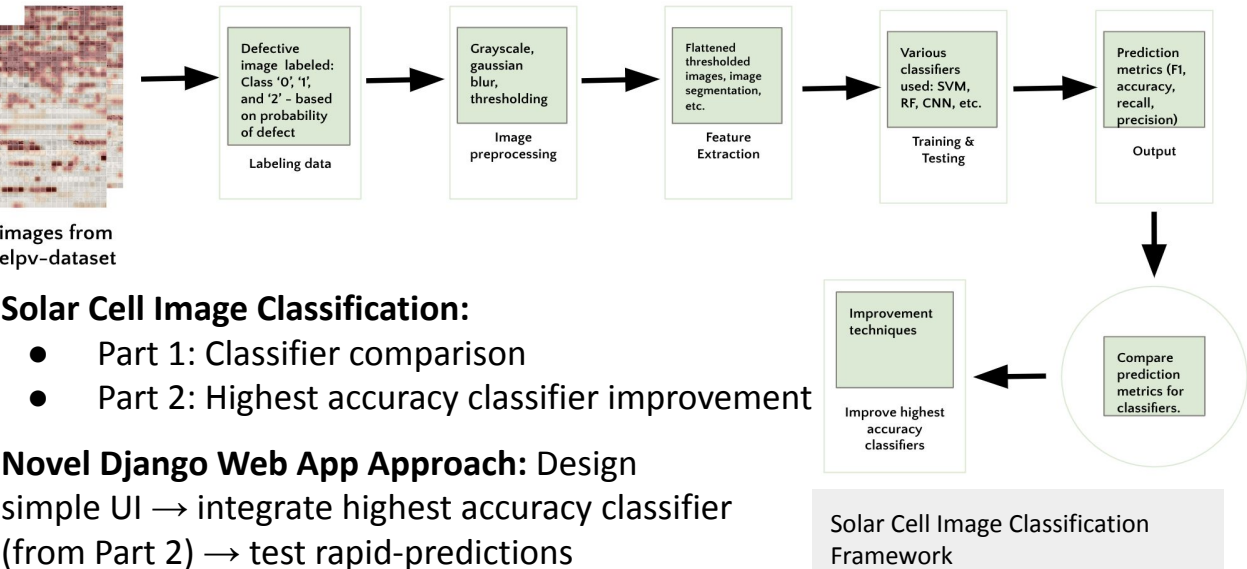 Defective
image labeled:
Class ‘0’, ‘1’,
and ‘2’ - based
on probability
of defect
Labeling data
Grayscale,
gaussian
blur,
thresholding
Image
preprocessing
Flattened
thresholded
images, image
segmentation,
etc.
Feature
Extraction
Various
classifiers
used: SVM,
RF, CNN, etc.
Training &
Testing
Prediction
metrics (F1,
accuracy,
recall,
precision)
Output
images from
elpv-dataset
Solar Cell Image Classification:
● Part 1: Classifier comparison
● Part 2: Highest accuracy classifier improvement
Novel Django Web App Approach: Design
simple UI → integrate highest accuracy classifier
(from Part 2) → test rapid-predictions
Improvement
techniques
Improve highest
accuracy
classifiers
Compare
prediction
metrics for
classifiers.
Solar Cell Image Classification
Framework